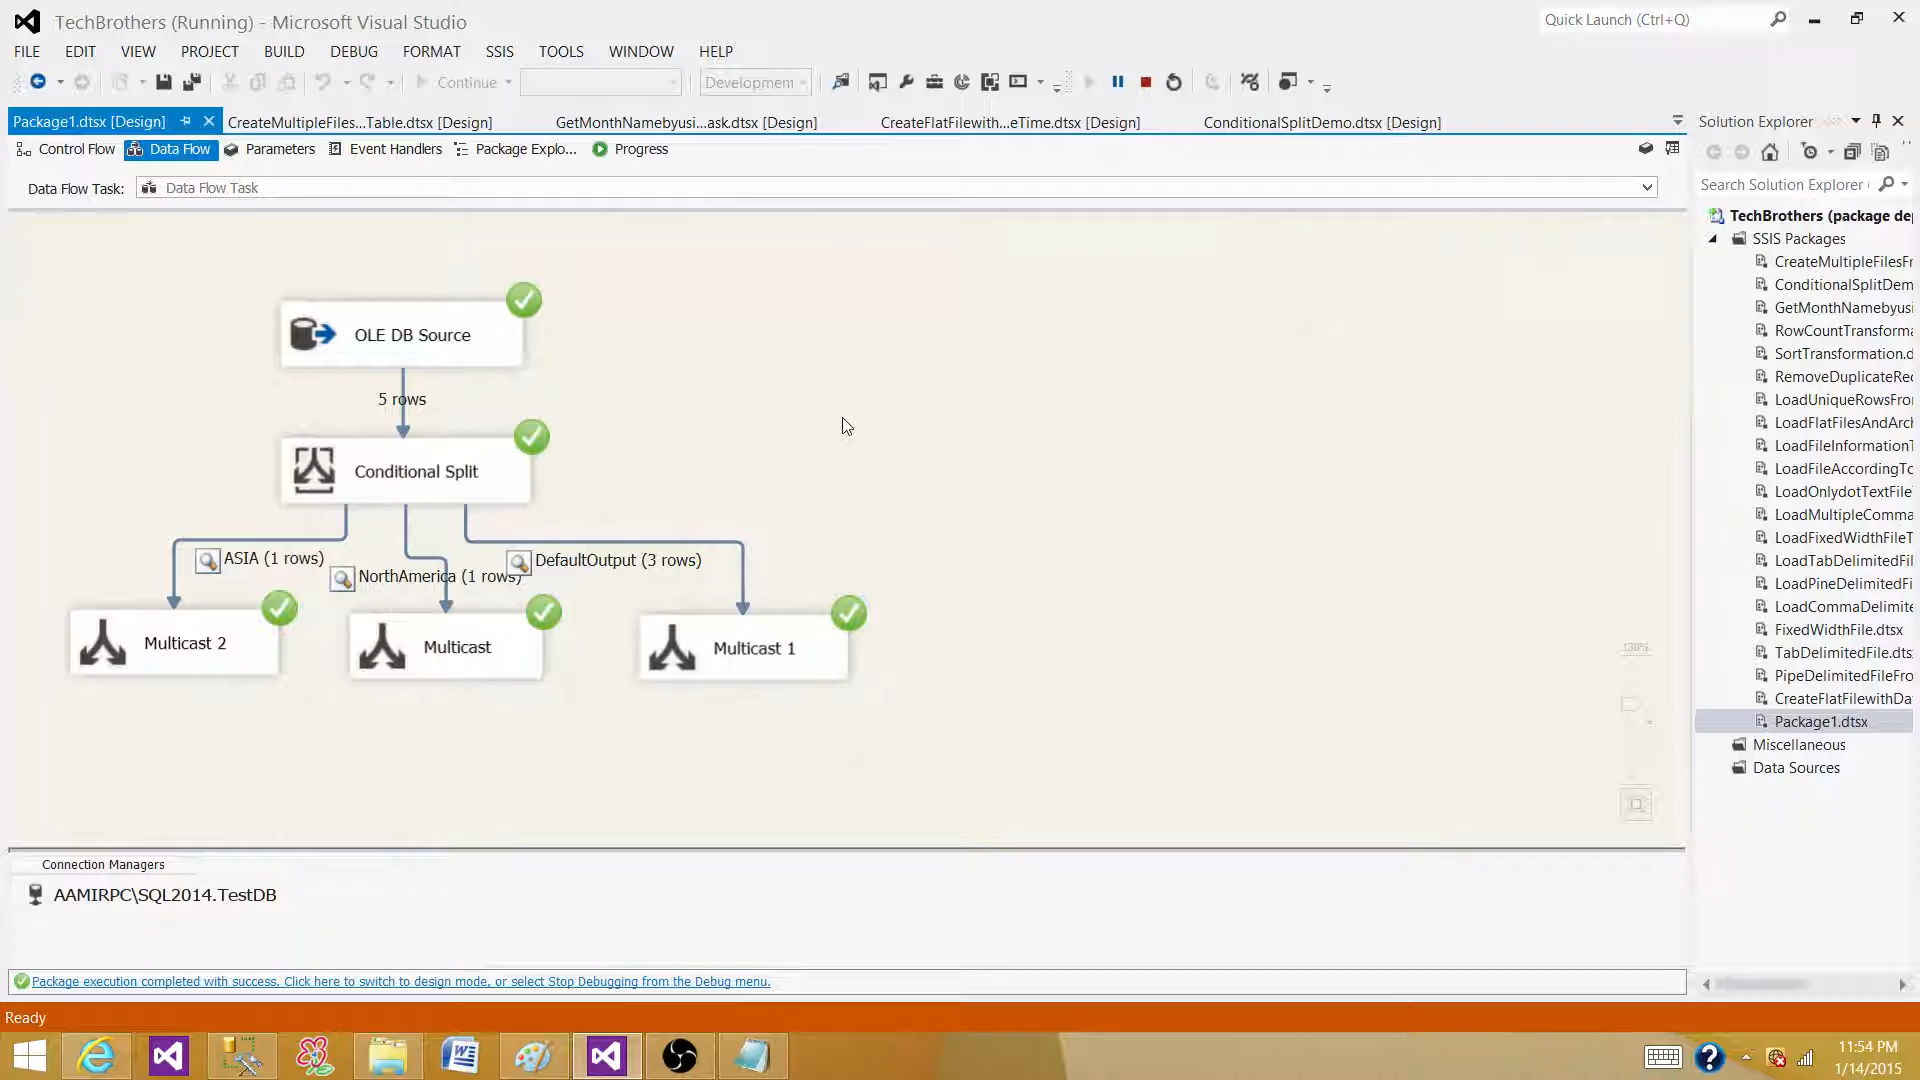 TechBrothers (Running) - Microsoft Visual Studio
Quick Launch (Ctrl+Q)
FILE EDIT VIEW PROJECT BUILD DEBUG FORMAT SSIS TOOLS WINDOW HELP
Continue
Development
Package1.dtsx [Design]
CreateMultipleFiles...Table.dtsx [Design]
GetMonthNamebyusi...ask.dtsx [Design]
CreateFlatFilewith...eTime.dtsx [Design]
ConditionalSplitDemo.dtsx [Design]
Solution Explorer
Control Flow
Data Flow
Parameters
Event Handlers
Package Explo...
Progress
Data Flow Task:
Data Flow Task
Search Solution Explorer (
OLE DB Source
5 rows
Conditional Split
ASIA (1 rows)
NorthAmerica (1 rows)
DefaultOutput (3 rows)
Multicast 2
Multicast
Multicast 1
130%
TechBrothers (package de
SSIS Packages
CreateMultipleFilesFr
ConditionalSplitDem
GetMonthNamebyusi
RowCountTransforma
SortTransformation.d
RemoveDuplicateRec
LoadUniqueRowsFro
LoadFlatFilesAndArch
LoadFileInformationT
LoadFileAccordingTo
LoadOnlydotTextFile
LoadMultipleComma
LoadFixedWidthFileT
LoadTabDelimitedFil
LoadPineDelimitedFi
LoadCommaDelimite
FixedWidthFile.dtsx
TabDelimitedFile.dts
PipeDelimitedFileFro
CreateFlatFilewithDa
Package1.dtsx
Miscellaneous
Data Sources
Connection Managers
AAMIRPC\SQL2014.TestDB
Package execution completed with success. Click here to switch to design mode, or select Stop Debugging from the Debug menu.
Ready
11:54 PM
1/14/2015